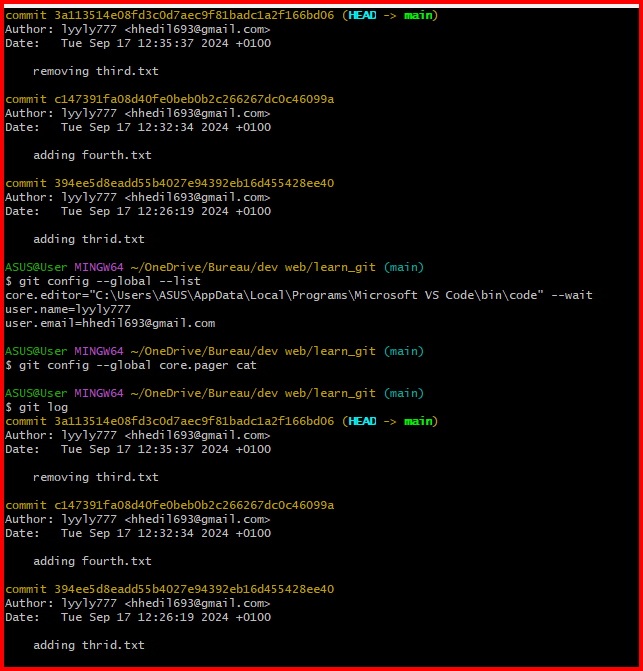 commit 3a113514e08fd3c0d7aec9f81badc1a2f166bd06 (HEAD -> main)
Author: lyyly777 <hhedil693@gmail.com>
Date:   Tue Sep 17 12:35:37 2024 +0100
    removing third.txt
commit c147391fa08d40fe0beb0b2c266267dc0c46099a
Author: lyyly777 <hhedil693@gmail.com>
Date:   Tue Sep 17 12:32:34 2024 +0100
    adding fourth.txt
commit 394ee5d8eadd55b4027e94392eb16d455428ee40
Author: lyyly777 <hhedil693@gmail.com>
Date:   Tue Sep 17 12:26:19 2024 +0100
    adding thrid.txt
ASUS@User MINGW64 ~/OneDrive/Bureau/dev web/learn_git (main)
$ git config --global --list
core.editor="C:\Users\ASUS\AppData\Local\Programs\Microsoft VS Code\bin\code" --wait
user.name=lyyly777
user.email=hhedil693@gmail.com
ASUS@User MINGW64 ~/OneDrive/Bureau/dev web/learn_git (main)
$ git config --global core.pager cat
ASUS@User MINGW64 ~/OneDrive/Bureau/dev web/learn_git (main)
$ git log
commit 3a113514e08fd3c0d7aec9f81badc1a2f166bd06 (HEAD -> main)
Author: lyyly777 <hhedil693@gmail.com>
Date:   Tue Sep 17 12:35:37 2024 +0100
    removing third.txt
commit c147391fa08d40fe0beb0b2c266267dc0c46099a
Author: lyyly777 <hhedil693@gmail.com>
Date:   Tue Sep 17 12:32:34 2024 +0100
    adding fourth.txt
commit 394ee5d8eadd55b4027e94392eb16d455428ee40
Author: lyyly777 <hhedil693@gmail.com>
Date:   Tue Sep 17 12:26:19 2024 +0100
    adding thrid.txt